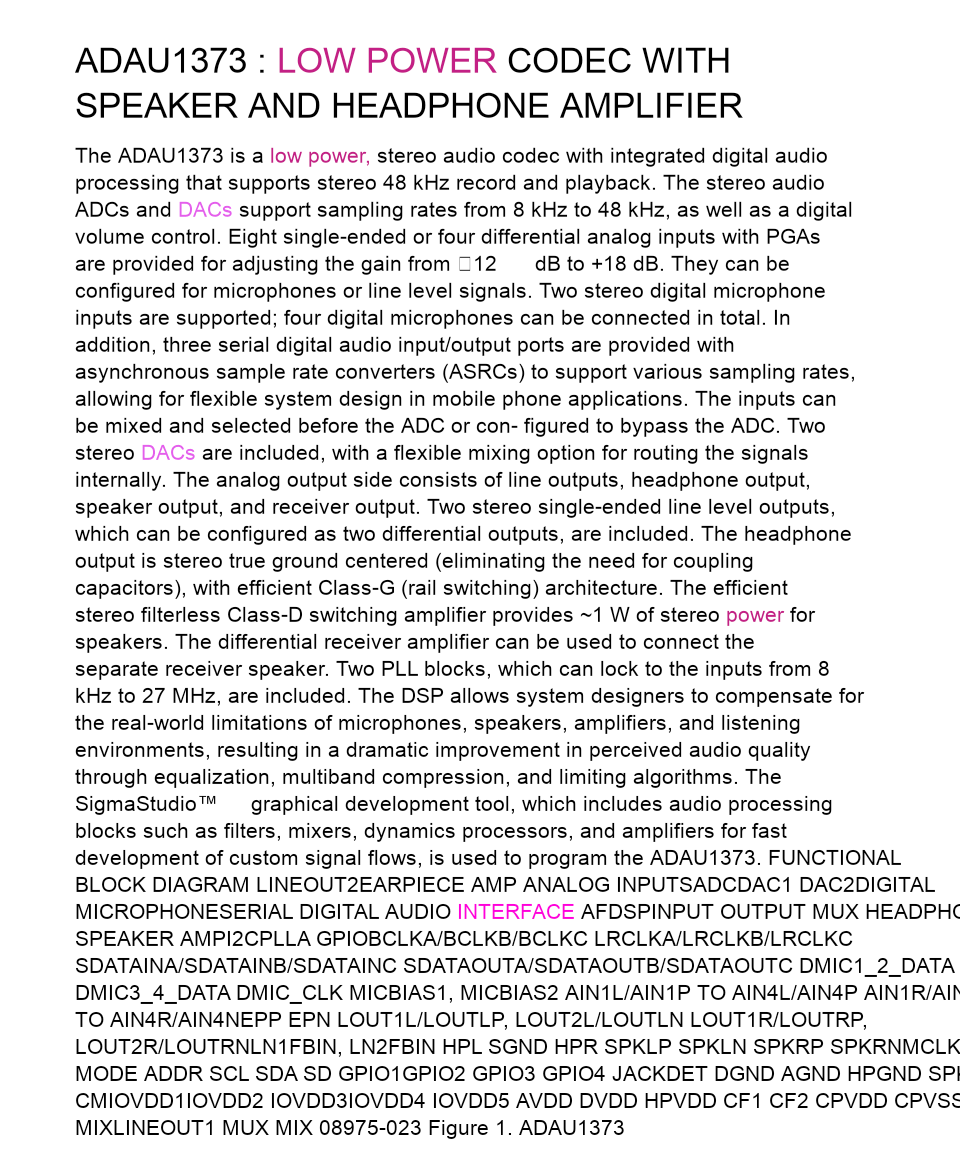 ADAU1373 : LOW POWER CODEC WITH
SPEAKER AND HEADPHONE AMPLIFIER
The ADAU1373 is a low power, stereo audio codec with integrated digital audio
processing that supports stereo 48 kHz record and playback. The stereo audio
ADCs and DACs support sampling rates from 8 kHz to 48 kHz, as well as a digital
volume control. Eight single-ended or four differential analog inputs with PGAs
are provided for adjusting the gain from □12 dB to +18 dB. They can be
configured for microphones or line level signals. Two stereo digital microphone
inputs are supported; four digital microphones can be connected in total. In
addition, three serial digital audio input/output ports are provided with
asynchronous sample rate converters (ASRCs) to support various sampling rates,
allowing for flexible system design in mobile phone applications. The inputs can
be mixed and selected before the ADC or con- figured to bypass the ADC. Two
stereo DACs are included, with a flexible mixing option for routing the signals
internally. The analog output side consists of line outputs, headphone output,
speaker output, and receiver output. Two stereo single-ended line level outputs,
which can be configured as two differential outputs, are included. The headphone
output is stereo true ground centered (eliminating the need for coupling
capacitors), with efficient Class-G (rail switching) architecture. The efficient
stereo filterless Class-D switching amplifier provides ~1 W of stereo power for
speakers. The differential receiver amplifier can be used to connect the
separate receiver speaker. Two PLL blocks, which can lock to the inputs from 8
kHz to 27 MHz, are included. The DSP allows system designers to compensate for
the real-world limitations of microphones, speakers, amplifiers, and listening
environments, resulting in a dramatic improvement in perceived audio quality
through equalization, multiband compression, and limiting algorithms. The
SigmaStudio™ graphical development tool, which includes audio processing
blocks such as filters, mixers, dynamics processors, and amplifiers for fast
development of custom signal flows, is used to program the ADAU1373. FUNCTIONAL
BLOCK DIAGRAM LINEOUT2EARPIECE AMP ANALOG INPUTSADCDAC1 DAC2DIGITAL
MICROPHONESERIAL DIGITAL AUDIO INTERFACE AFDSPINPUT OUTPUT MUX
SPEAKER AMPI2CPLLA GPIOBCLKA/BCLKB/BCLKC LRCLKA/LRCLKB/LRCLKC
SDATAINA/SDATAINB/SDATAINC SDATAOUTA/SDATAOUTB/SDATAOUTC DMIC1_2_DATA
DMIC3_4_DATA DMIC_CLK MICBIAS1, MICBIAS2 AIN1L/AIN1P TO AIN4L/AIN4P
TO AIN4R/AIN4NEPP EPN LOUT1L/LOUTLP, LOUT2L/LOUTLN LOUT1R/LOUTRP,
LOUT2R/LOUTRNLN1FBIN, LN2FBIN HPL SGND HPR SPKLP SPKLN SPKRP
MODE ADDR SCL SDA SD GPIO1GPIO2 GPIO3 GPIO4 JACKDET DGND AGND HPGND
CMIOVDD1IOVDD2 IOVDD3IOVDD4 IOVDD5 AVDD DVDD HPVDD CF1 CF2 CPVDD
MIXLINEOUT1 MUX MIX 08975-023 Figure 1. ADAU1373